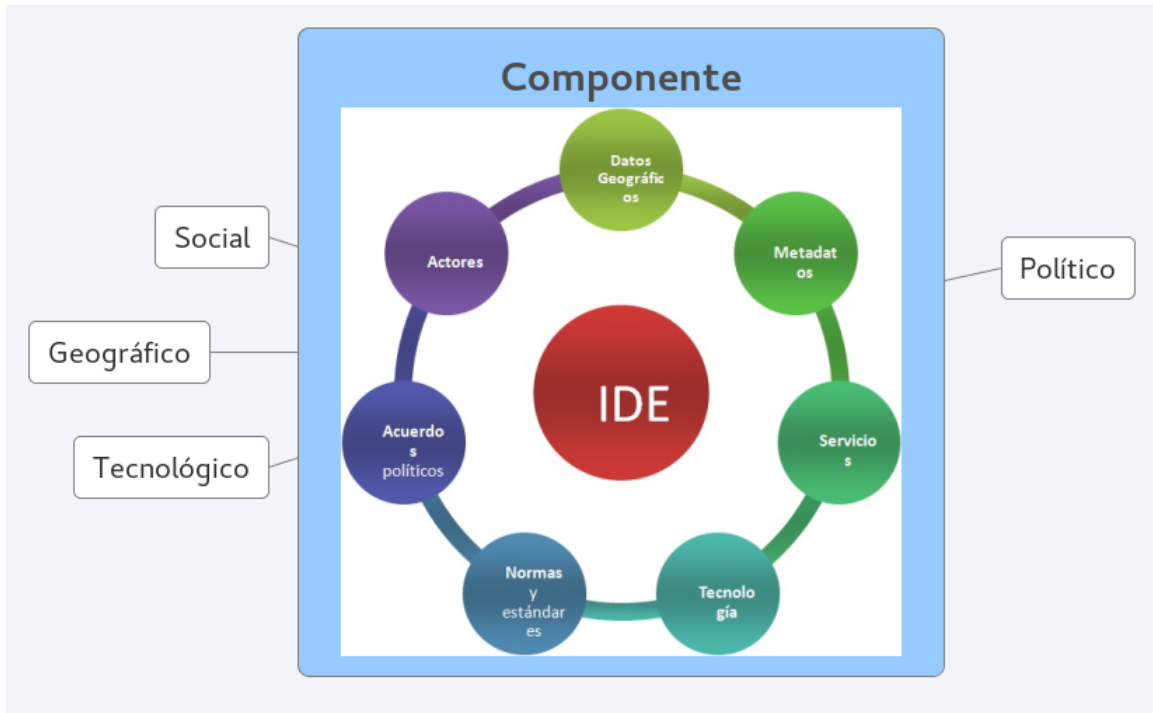 Componente
Datos
Geográfic
os
Metadat
os
Servicio
s
Tecnolo
gía
Normas
y
estándar
es
Acuerdo
s
políticos
Actores
IDE
Social
Geográfico
Tecnológico
Político